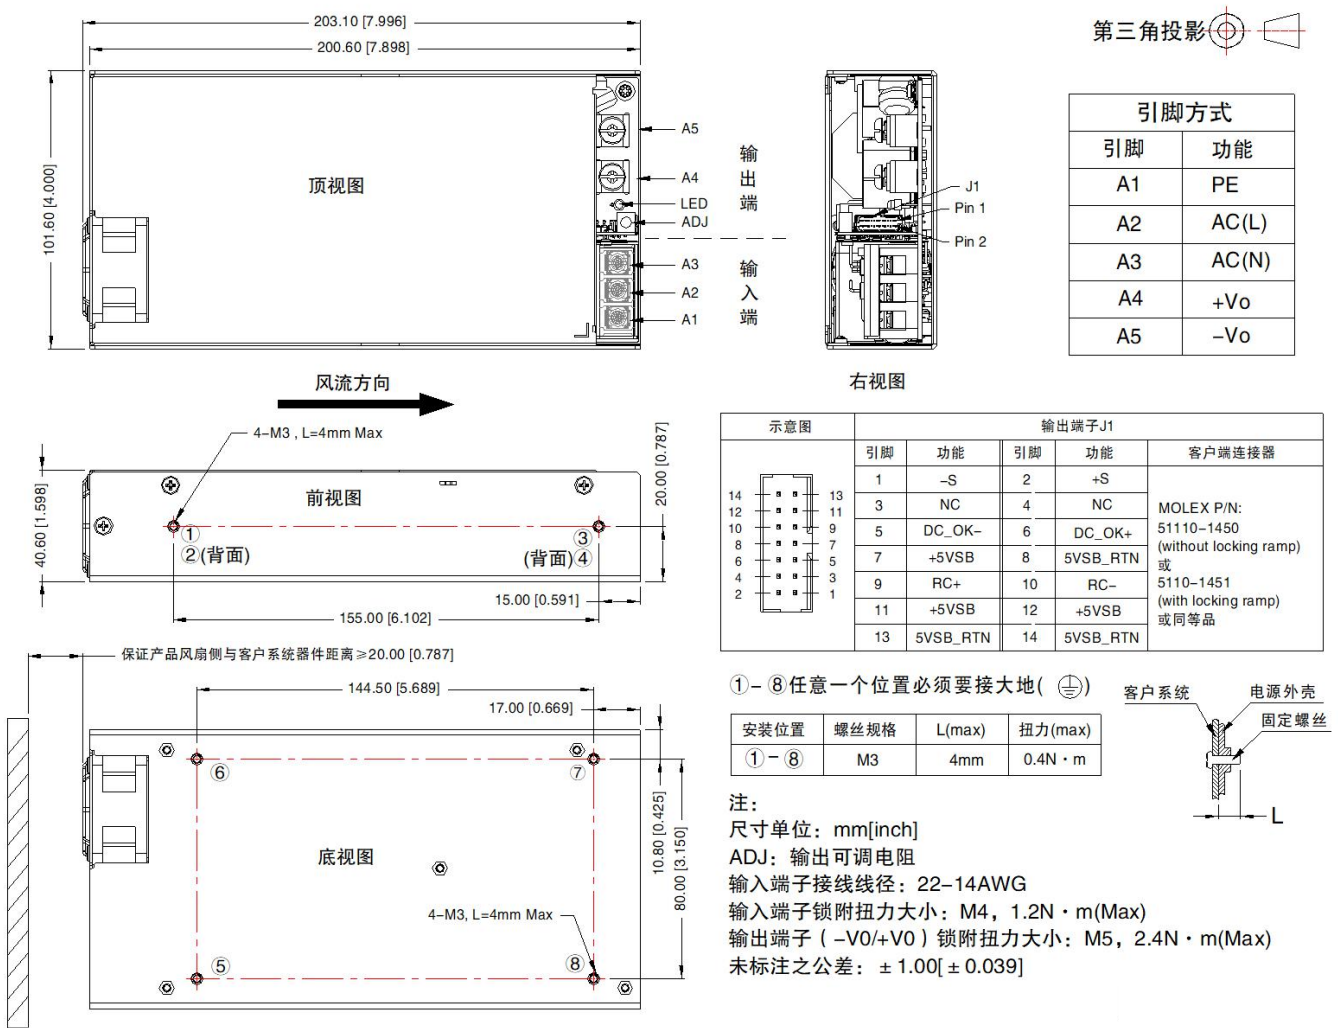 203.10 [7.996]
200.60 [7.898]
101.60 [4.000]
顶视图
A5
A4
LED
ADJ
A3
A2
A1
输出端
输入端
J1
Pin 1
Pin 2
右视图
第三角投影
引脚方式
引脚 功能
A1 PE
A2 AC(L)
A3 AC(N)
A4 +Vo
A5 −Vo
风流方向
4−M3 , L=4mm Max
前视图
40.60 [1.598]
20.00 [0.787]
①
②(背面)
③
(背面)④
15.00 [0.591]
155.00 [6.102]
示意图 输出端子J1
引脚 功能 引脚 功能 客户端连接器
1 −S 2 +S
3 NC 4 NC
5 DC_OK− 6 DC_OK+
7 +5VSB 8 5VSB_RTN
9 RC+ 10 RC−
11 +5VSB 12 +5VSB
13 5VSB_RTN 14 5VSB_RTN
MOLEX P/N:
51110−1450
(without locking ramp)
或
5110−1451
(with locking ramp)
或同等品
14 13
12 11
10 9
8 7
6 5
4 3
2 1
保证产品风扇侧与客户系统器件距离≥20.00 [0.787]
144.50 [5.689]
17.00 [0.669]
⑥
⑦
底视图
10.80 [0.425]
80.00 [3.150]
4−M3, L=4mm Max
⑤
⑧
①−⑧任意一个位置必须要接大地( )
安装位置 螺丝规格 L(max) 扭力(max)
①−⑧ M3 4mm 0.4N·m
客户系统
电源外壳
固定螺丝
L
注:
尺寸单位：mm[inch]
ADJ：输出可调电阻
输入端子接线线径：22−14AWG
输入端子锁附扭力大小：M4，1.2N·m(Max)
输出端子（−V0/+V0）锁附扭力大小：M5，2.4N·m(Max)
未标注之公差：±1.00[±0.039]